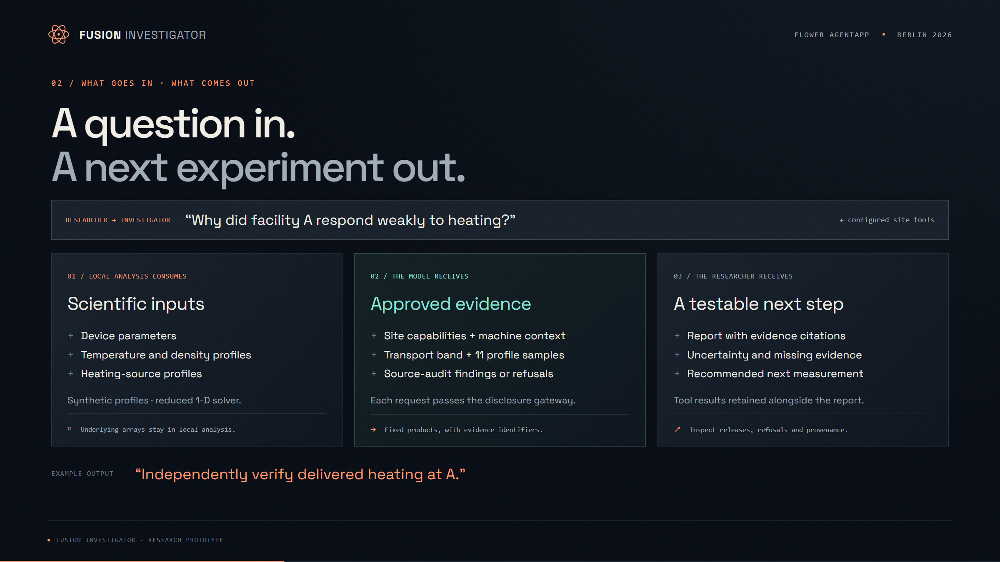 FUSION INVESTIGATOR
FLOWER AGENTAPP • BERLIN 2026
02 / WHAT GOES IN · WHAT COMES OUT
A question in.
A next experiment out.
RESEARCHER → INVESTIGATOR
“Why did facility A respond weakly to heating?”
+ configured site tools
01 / LOCAL ANALYSIS CONSUMES
Scientific inputs
+ Device parameters
+ Temperature and density profiles
+ Heating-source profiles
Synthetic profiles · reduced 1-D solver.
¤ Underlying arrays stay in local analysis.
02 / THE MODEL RECEIVES
Approved evidence
+ Site capabilities + machine context
+ Transport band + 11 profile samples
+ Source-audit findings or refusals
Each request passes the disclosure gateway.
→ Fixed products, with evidence identifiers.
03 / THE RESEARCHER RECEIVES
A testable next step
+ Report with evidence citations
+ Uncertainty and missing evidence
+ Recommended next measurement
Tool results retained alongside the report.
↗ Inspect releases, refusals and provenance.
EXAMPLE OUTPUT
“Independently verify delivered heating at A.”
• FUSION INVESTIGATOR · RESEARCH PROTOTYPE